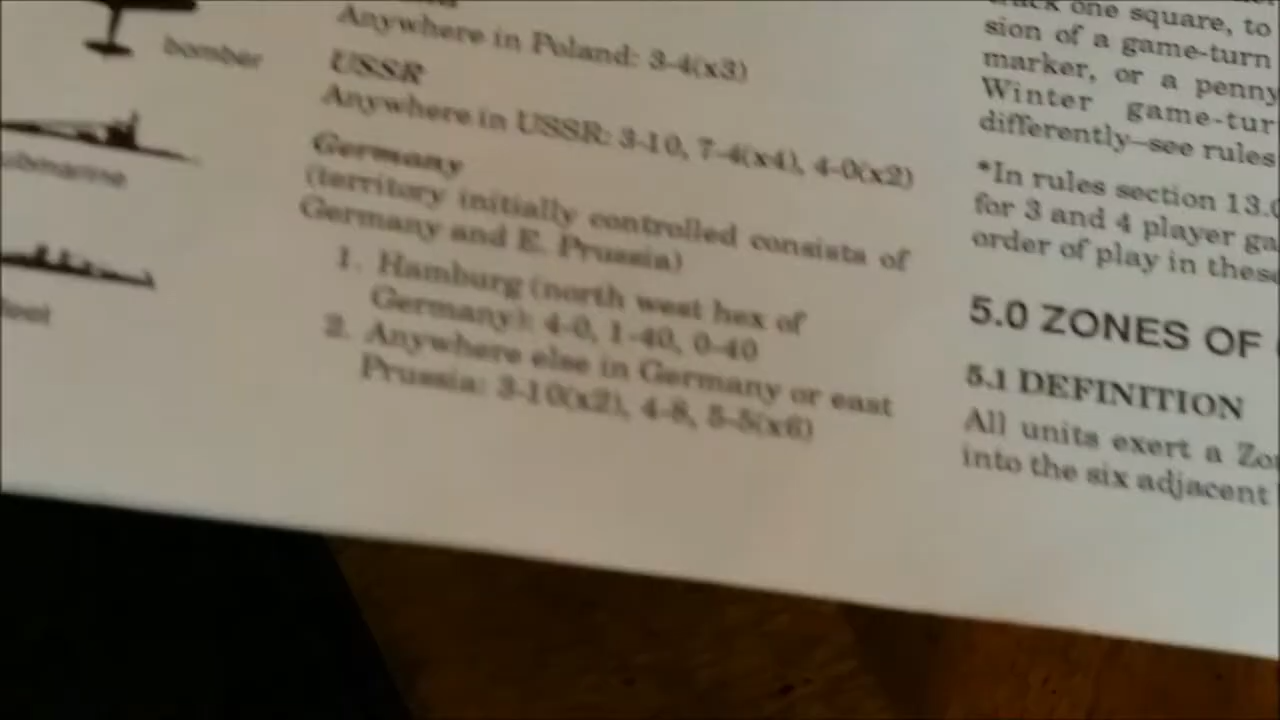 bomber
Anywhere in Poland: 3-4(x3)
USSR
Anywhere in USSR: 3-10, 7-4(x4), 4-0(x2)
Germany
(territory initially controlled consists of
Germany and E. Prussia)
1. Hamburg (north west hex of
Germany): 4-0, 1-40, 0-40
2. Anywhere else in Germany or east
Prussia: 3-10(x2), 4-8, 5-5(x6)
one square, to
sion of a game-turn
marker, or a penny
Winter game-tur
differently—see rules
*In rules section 13.0
for 3 and 4 player ga
order of play in thes
5.0 ZONES OF
5.1 DEFINITION
All units exert a Zo
into the six adjacent